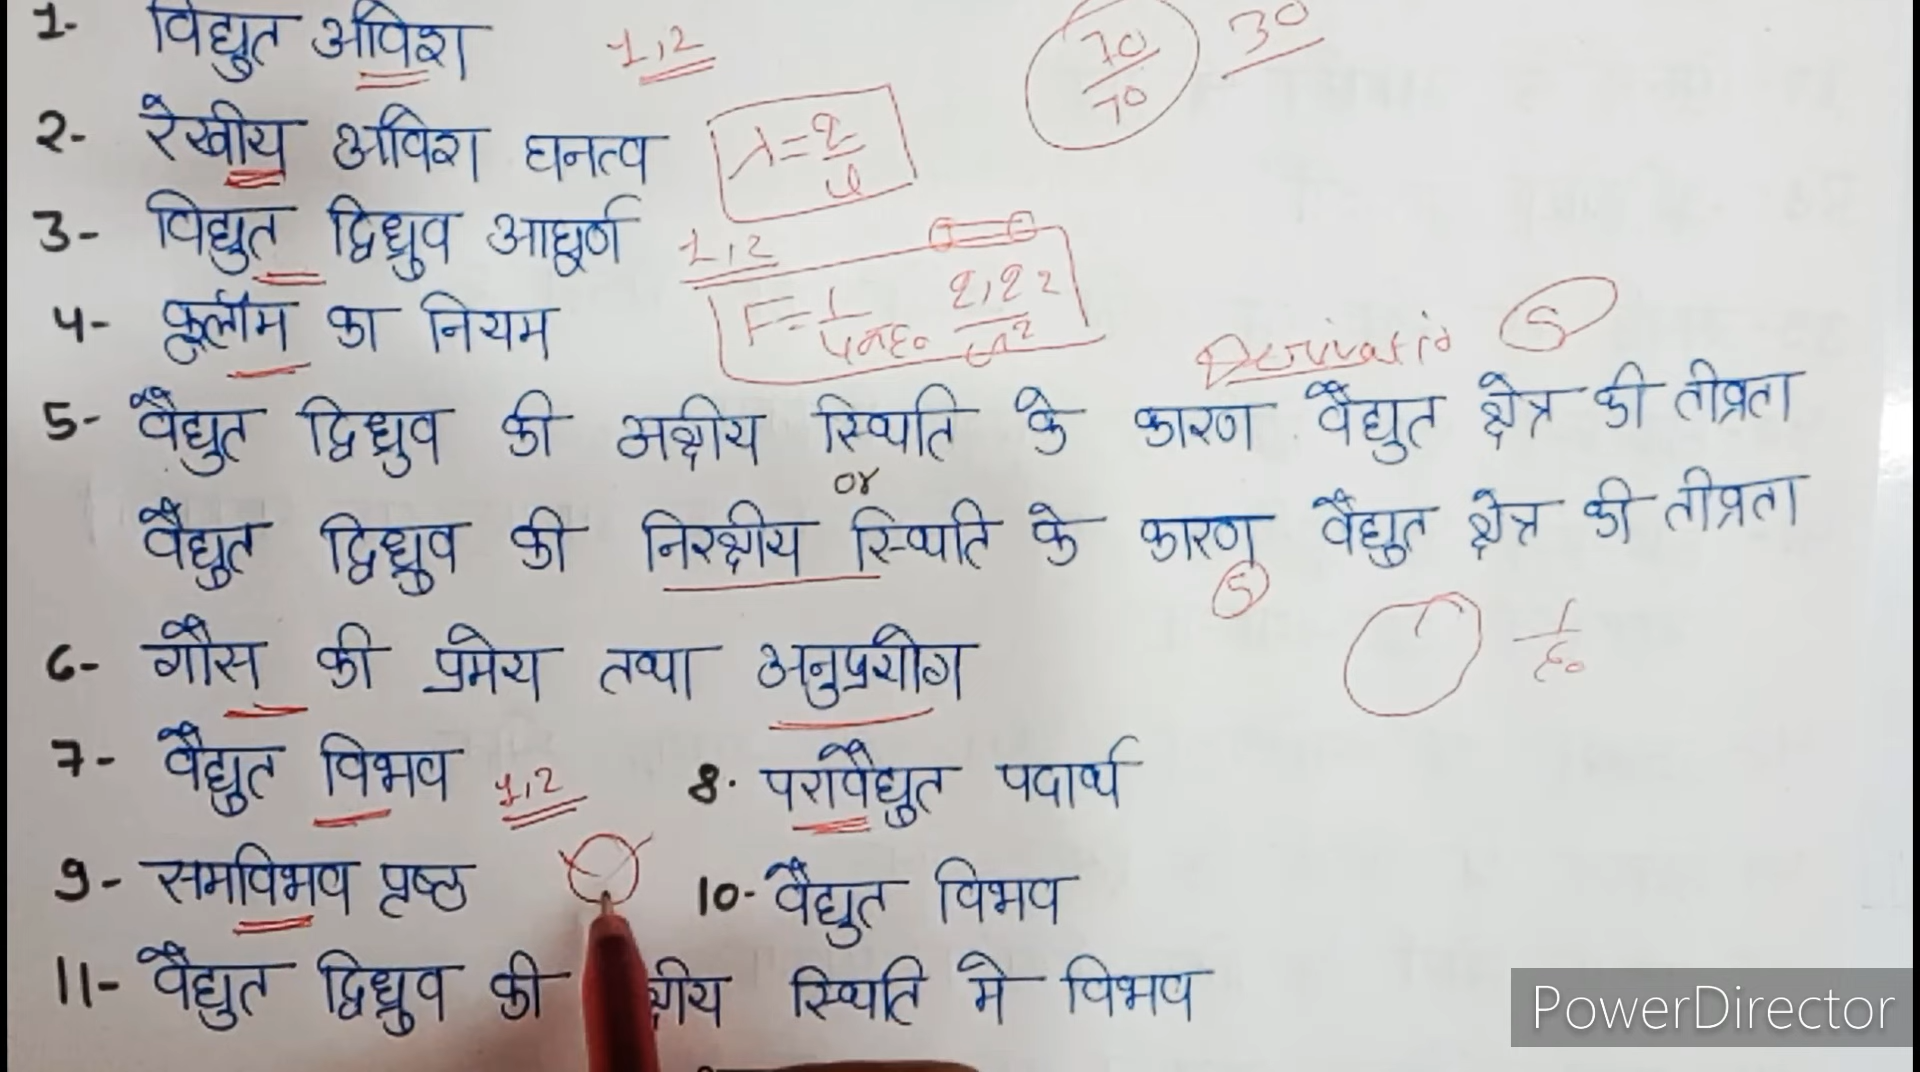 1- विद्युत आवेश 1,2 70/70 30
2- रेखीय आवेश घनत्व λ=q/l
3- विद्युत द्विध्रुव आघूर्ण 1,2
4- कूलॉम का नियम F=1/4πε₀ q₁q₂/r²
Derivatio 5
5- वैद्युत द्विध्रुव की अक्षीय स्थिति के कारण वैद्युत क्षेत्र की तीव्रता
or
वैद्युत द्विध्रुव की निरक्षीय स्थिति के कारण वैद्युत क्षेत्र की तीव्रता
5
6- गौस की प्रमेय तथा अनुप्रयोग 1/ε₀
7- वैद्युत विभव 1,2 8. परावैद्युत पदार्थ
9- समविभव पृष्ठ 10- वैद्युत विभव
11- वैद्युत द्विध्रुव की क्षीय स्थिति मे विभव
PowerDirector